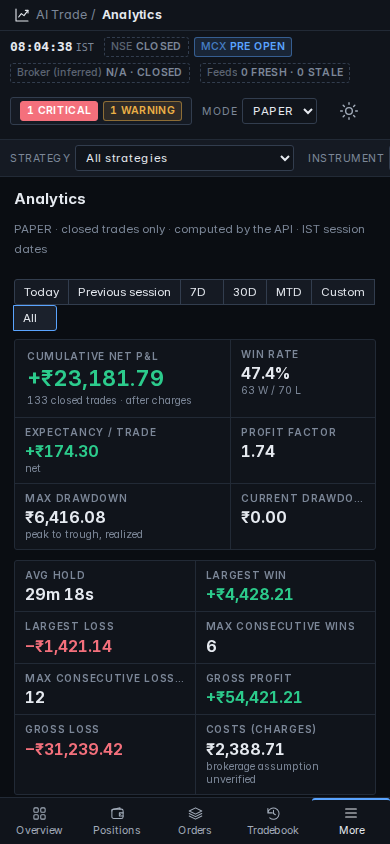 AI Trade / Analytics
08:04:38 IST NSE CLOSED MCX PRE OPEN
Broker (inferred) N/A · CLOSED Feeds 0 FRESH · 0 STALE
1 CRITICAL 1 WARNING MODE PAPER
STRATEGY All strategies INSTRUMENT
Analytics
PAPER · closed trades only · computed by the API · IST session
dates
Today Previous session 7D 30D MTD Custom
All
CUMULATIVE NET P&L
+₹23,181.79
133 closed trades · after charges
WIN RATE
47.4%
63 W / 70 L
EXPECTANCY / TRADE
+₹174.30
net
PROFIT FACTOR
1.74
MAX DRAWDOWN
₹6,416.08
peak to trough, realized
CURRENT DRAWDO...
₹0.00
AVG HOLD
29m 18s
LARGEST WIN
+₹4,428.21
LARGEST LOSS
−₹1,421.14
MAX CONSECUTIVE WINS
6
MAX CONSECUTIVE LOSS...
12
GROSS PROFIT
+₹54,421.21
GROSS LOSS
−₹31,239.42
COSTS (CHARGES)
₹2,388.71
brokerage assumption
unverified
Overview Positions Orders Tradebook More